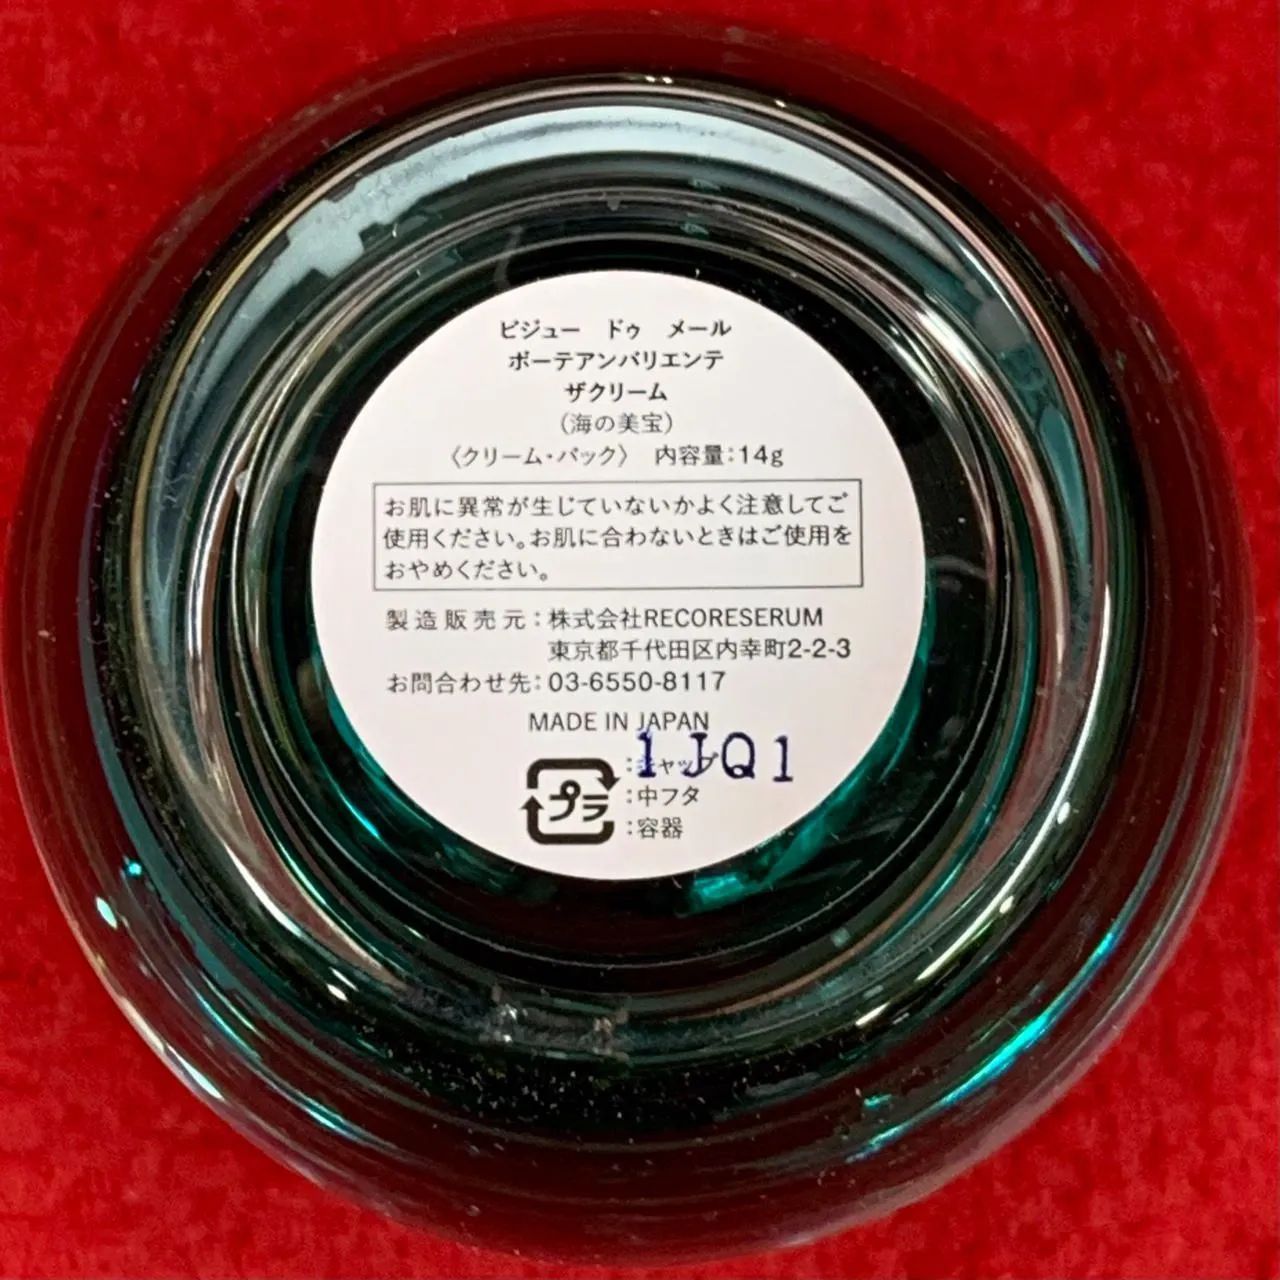 ビジュー ドゥ メール
ボーテアンバリエンテ
ザクリーム
（海の美宝）
〈クリーム・パック〉 内容量：14g
お肌に異常が生じていないかよく注意してご
使用ください。お肌に合わないときはご使用を
おやめください。
製造販売元：株式会社RECORESERUM
東京都千代田区内幸町2-2-3
お問合わせ先：03-6550-8117
MADE IN JAPAN
1JQ1
プラ
：キャップ
：中フタ
：容器